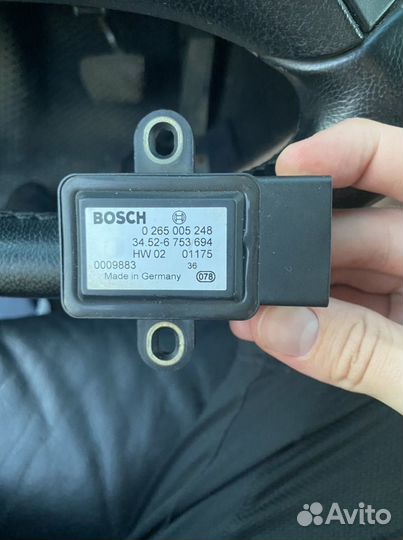 BOSCH
0 265 005 248
34.52-6 753 694
HW 02 01175
0009883 36
Made in Germany 078
Avito